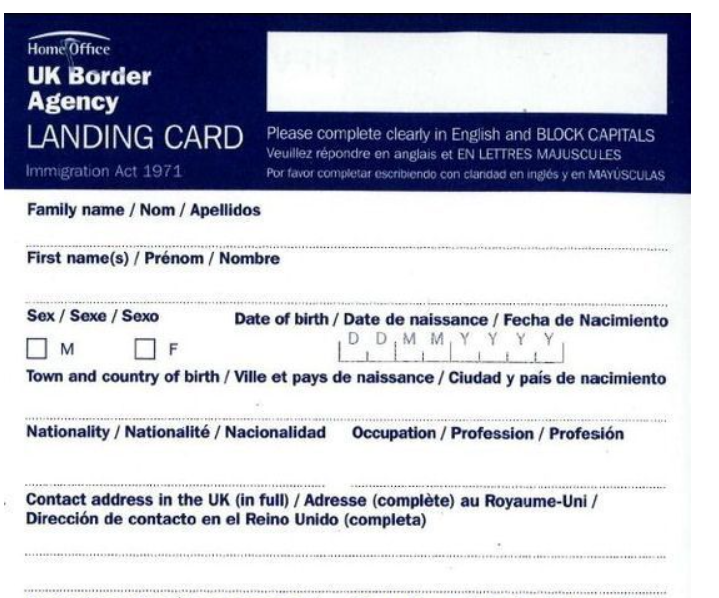 Home Office
UK Border
Agency
LANDING CARD
Immigration Act 1971
Please complete clearly in English and BLOCK CAPITALS
Veuillez répondre en anglais et EN LETTRES MAJUSCULES
Por favor completar escribiendo con claridad en inglés y en MAYÚSCULAS
Family name / Nom / Apellidos
First name(s) / Prénom / Nombre
Sex / Sexe / Sexo
Date of birth / Date de naissance / Fecha de Nacimiento
M F
D D M M Y Y Y Y
Town and country of birth / Ville et pays de naissance / Ciudad y país de nacimiento
Nationality / Nationalité / Nacionalidad
Occupation / Profession / Profesión
Contact address in the UK (in full) / Adresse (complète) au Royaume-Uni /
Dirección de contacto en el Reino Unido (completa)